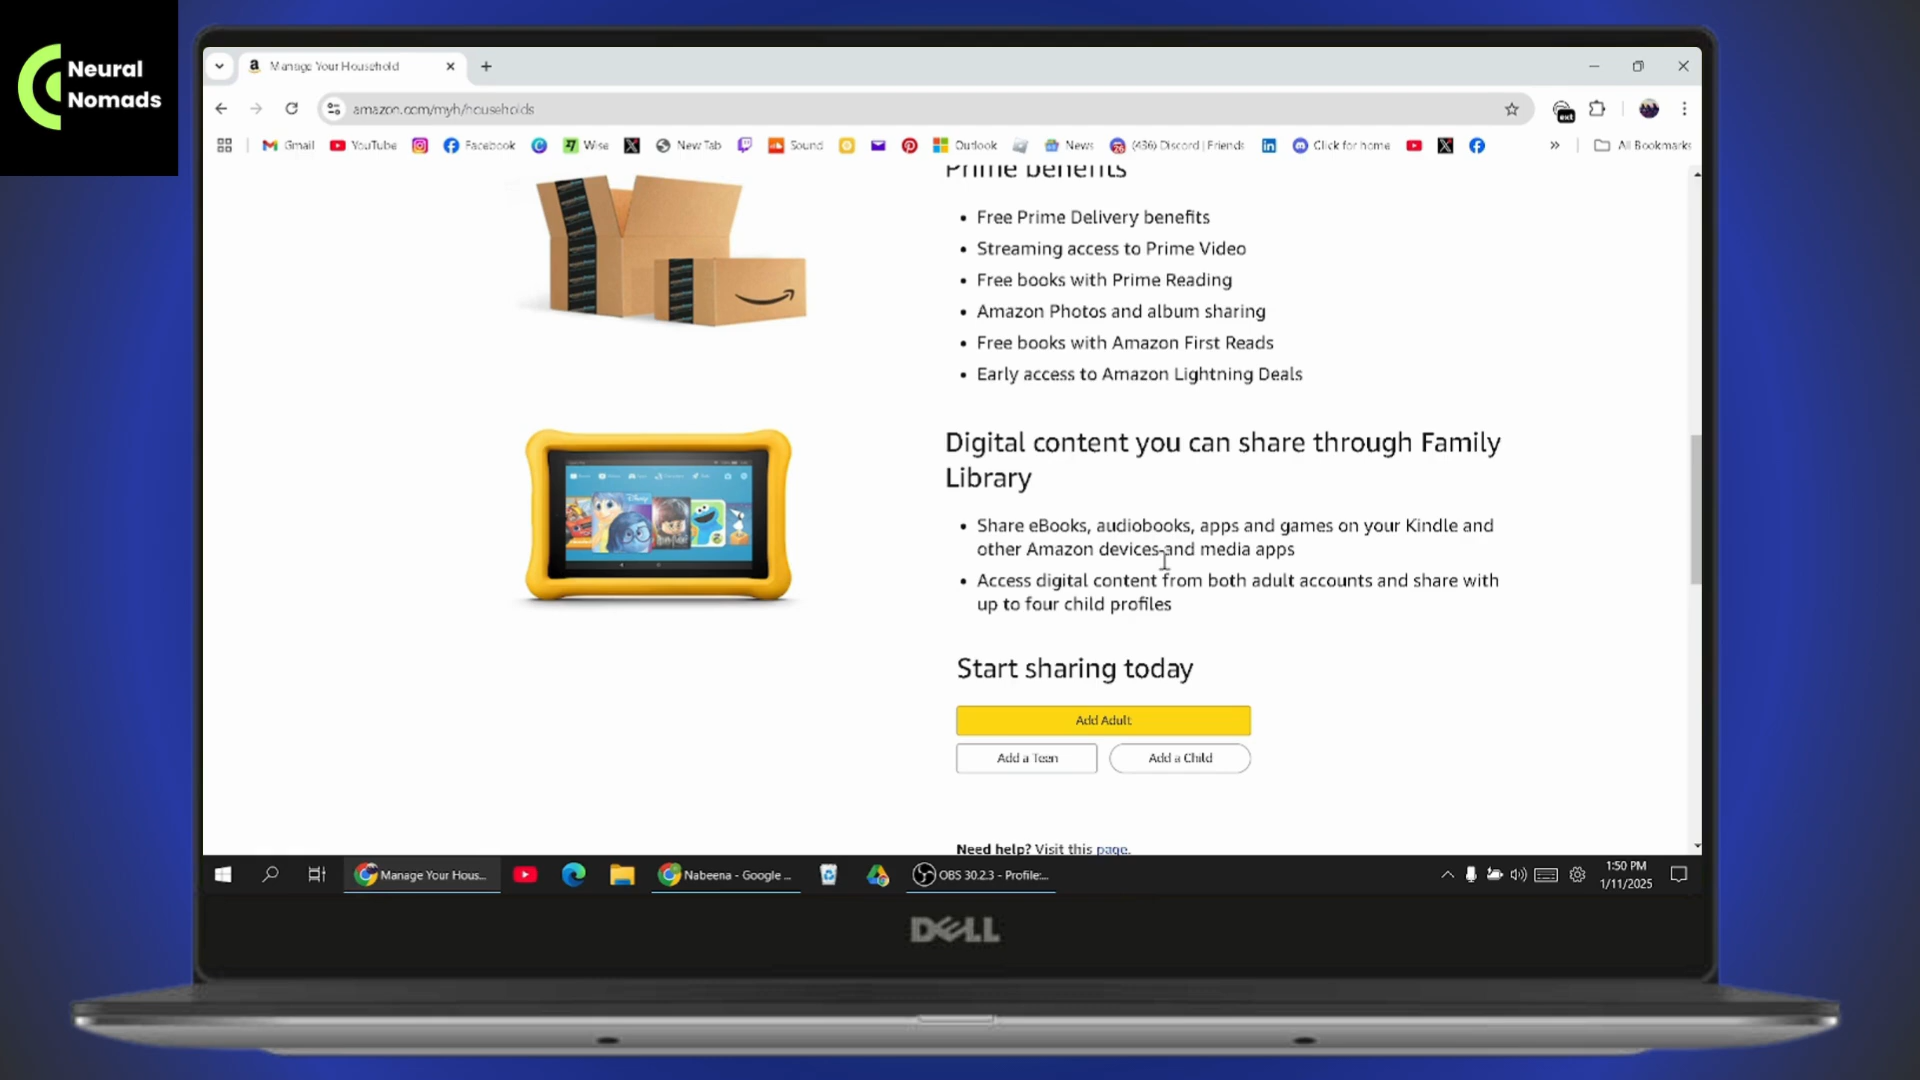 Neural
Nomads
Manage Your Household
amazon.com/myh/households
ext
Gmail
YouTube
Facebook
Wise
New Tab
Sound
Outlook
News
(436) Discord | Friends
Click for home
All Bookmarks
Prime benefits
• Free Prime Delivery benefits
• Streaming access to Prime Video
• Free books with Prime Reading
• Amazon Photos and album sharing
• Free books with Amazon First Reads
• Early access to Amazon Lightning Deals
Digital content you can share through Family
Library
• Share eBooks, audiobooks, apps and games on your Kindle and
other Amazon devices and media apps
• Access digital content from both adult accounts and share with
up to four child profiles
Start sharing today
Add Adult
Add a Teen
Add a Child
Need help? Visit this page.
Manage Your Hous...
Nabeena - Google ...
OBS 30.2.3 - Profile:...
1:50 PM
1/11/2025
DELL